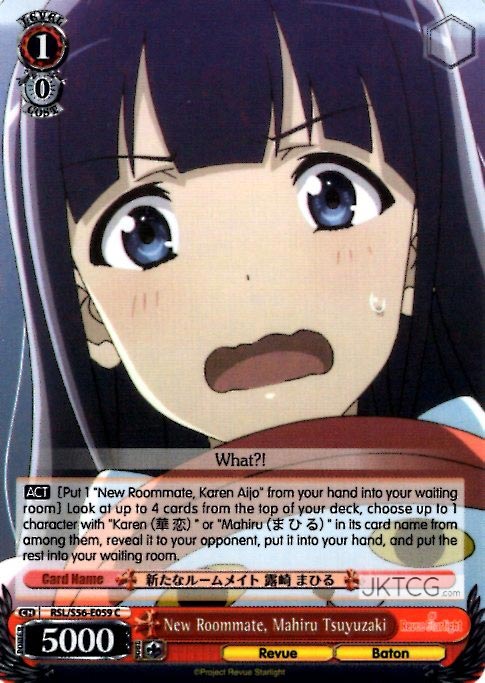 LEVEL
1
0
COST
What?!
ACT [Put 1 "New Roommate, Karen Aijo" from your hand into your waiting
room] Look at up to 4 cards from the top of your deck, choose up to 1
character with "Karen (華恋)" or "Mahiru (まひる)" in its card name from
among them, reveal it to your opponent, put it into your hand, and put the
rest into your waiting room.
Card Name 新たなルームメイト 露崎 まひる
JKTCG.com
CH RSL/S56-E059 C
POWER 5000 SOUL New Roommate, Mahiru Tsuyuzaki Revue Starlight
Revue Baton
©Project Revue Starlight